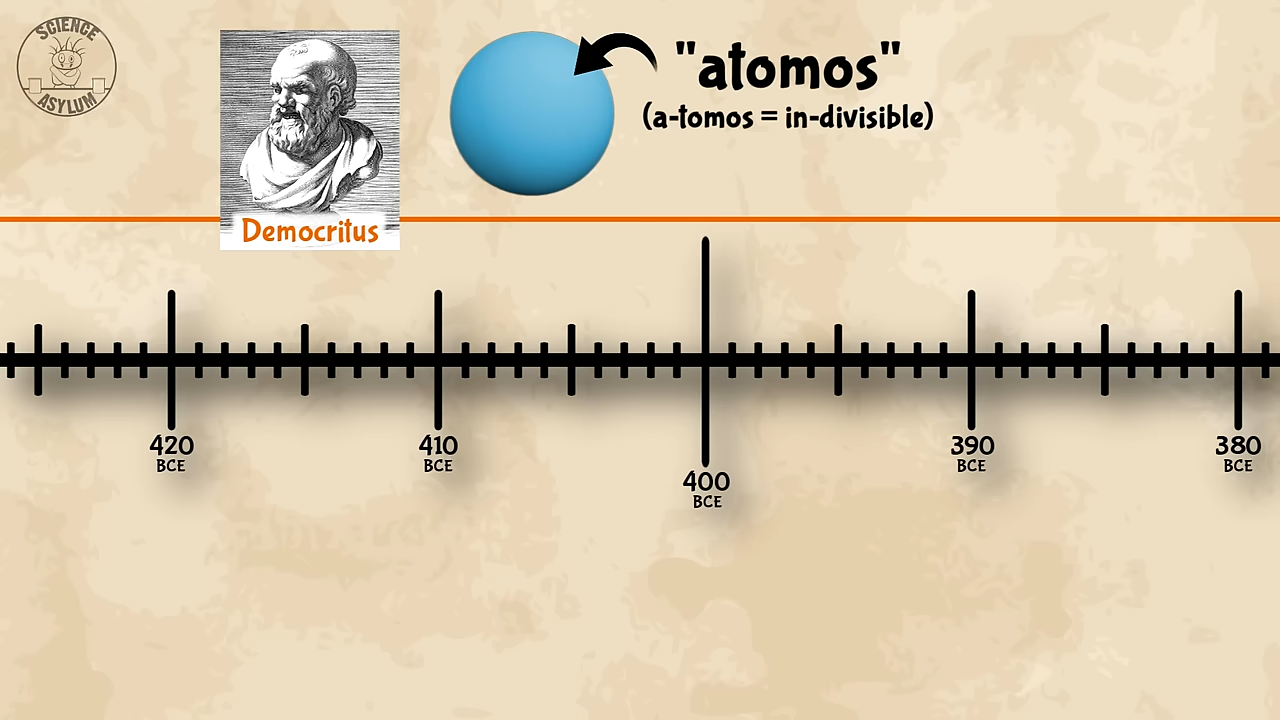 SCIENCE
ASYLUM
"atomos"
(a-tomos = in-divisible)
Democritus
420
BCE
410
BCE
400
BCE
390
BCE
380
BCE